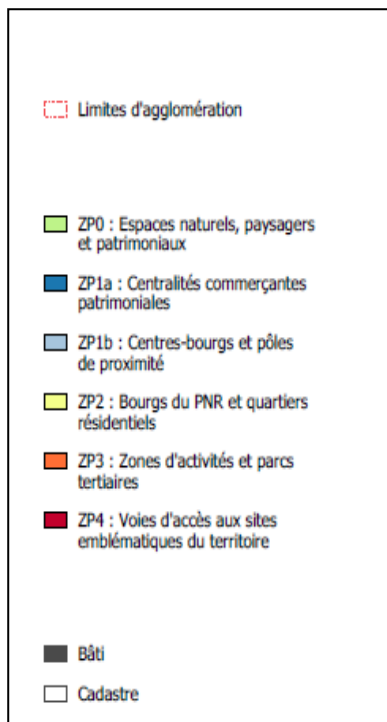 Limites d'agglomération
ZP0 : Espaces naturels, paysagers
et patrimoniaux
ZP1a : Centralités commerçantes
patrimoniales
ZP1b : Centres-bourgs et pôles
de proximité
ZP2 : Bourgs du PNR et quartiers
résidentiels
ZP3 : Zones d'activités et parcs
tertiaires
ZP4 : Voies d'accès aux sites
emblématiques du territoire
Bâti
Cadastre